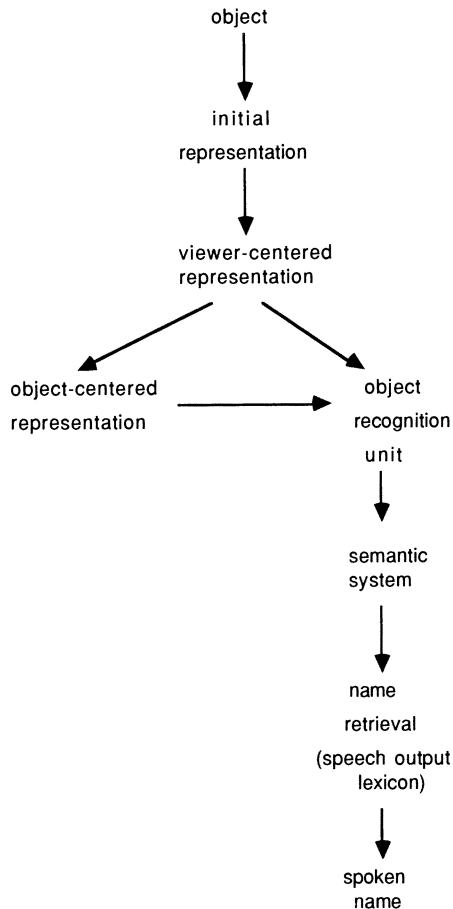 object
initial
representation
viewer-centered
representation
object-centered
representation
object
recognition
unit
semantic
system
name
retrieval
(speech output
lexicon)
spoken
name